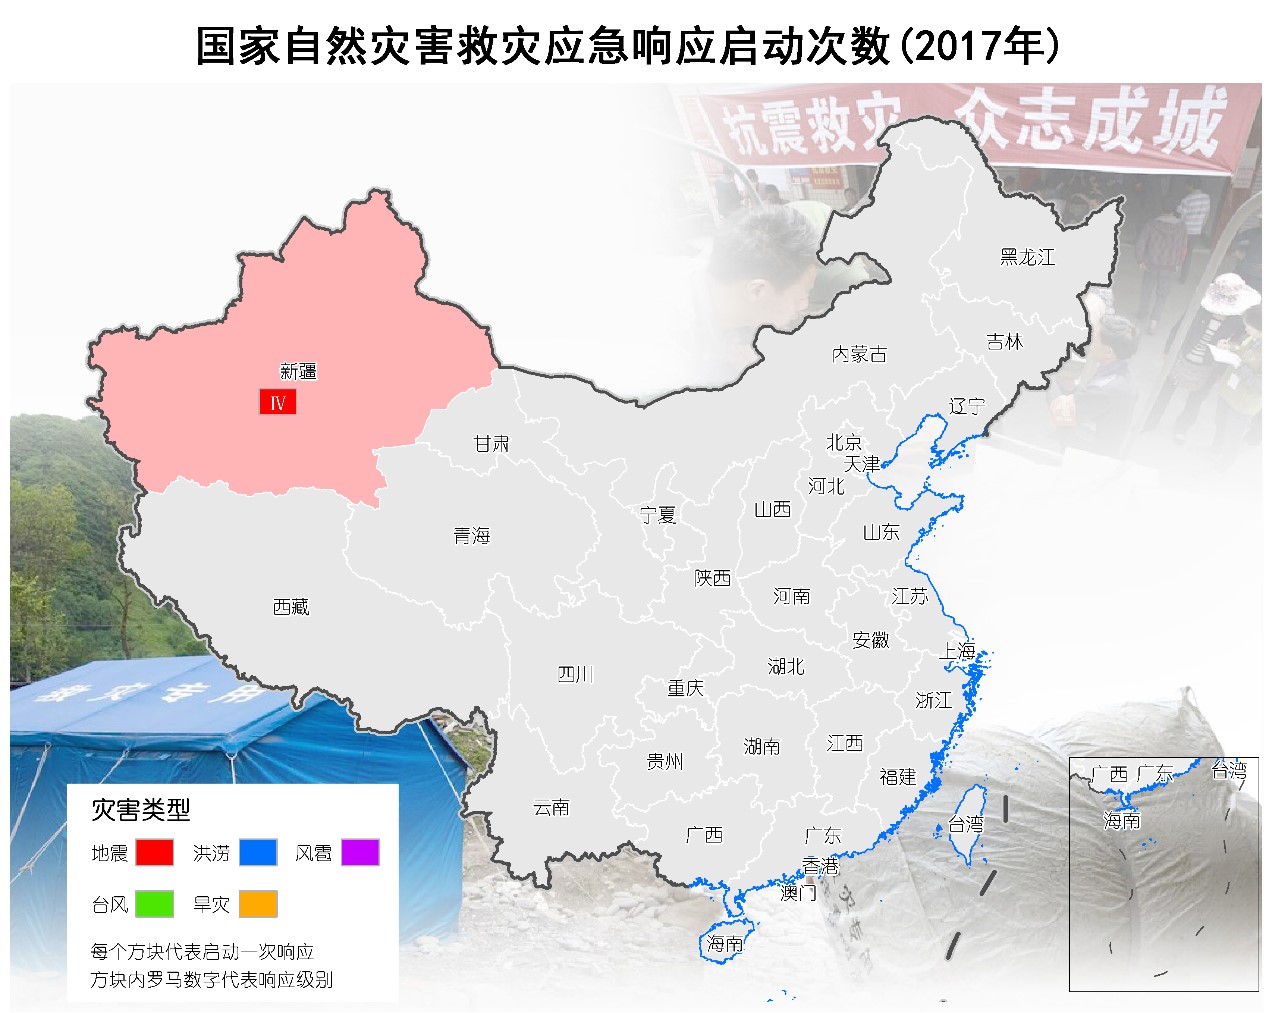 国家自然灾害救灾应急响应启动次数(2017年)
抗震救灾 众志成城
黑龙江
吉林
内蒙古
辽宁
新疆
IV
甘肃
北京
天津
河北
山西
宁夏
山东
青海
陕西
河南
江苏
西藏
安徽
上海
湖北
四川
重庆
浙江
湖南
江西
贵州
福建
云南
台湾
广西
广东
香港
澳门
海南
救灾专用
广西 广东 台湾
海南
灾害类型
地震 洪涝 风雹
台风 旱灾
每个方块代表启动一次响应
方块内罗马数字代表响应级别